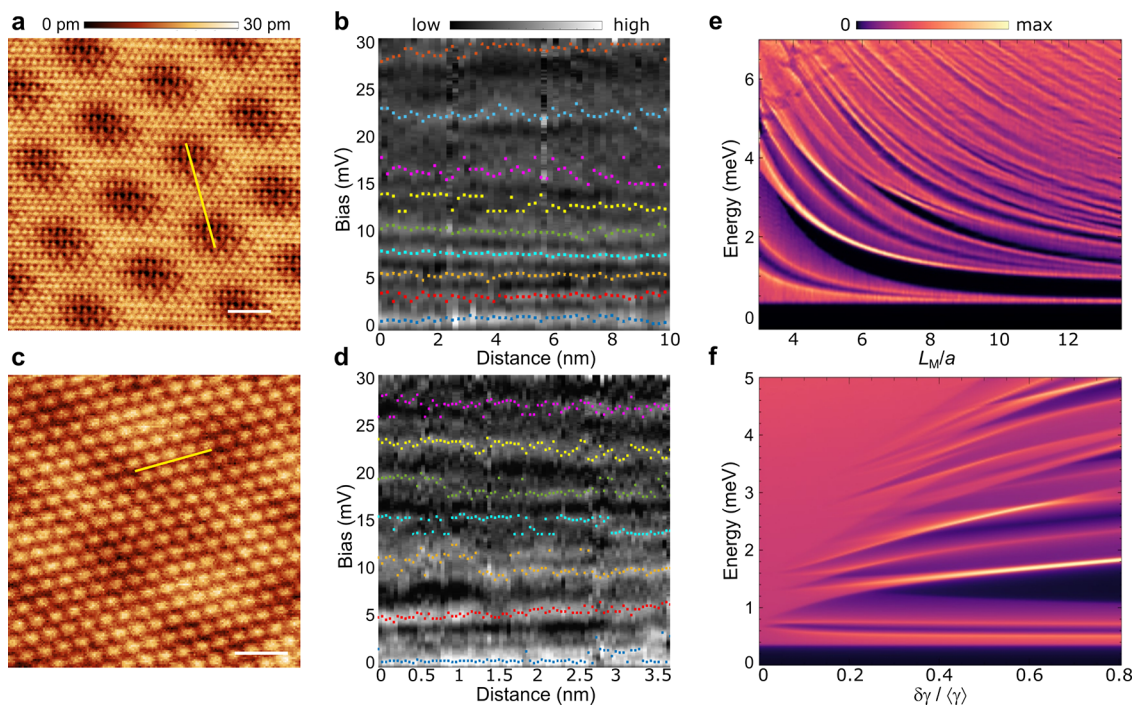 a
0 pm 30 pm
b
low high
30
25
20
15
10
5
0
Bias (mV)
0 2 4 6 8 10
Distance (nm)
e
0 max
6
4
2
0
Energy (meV)
4 6 8 10 12
L_M/a
c
d
30
25
20
15
10
5
0
Bias (mV)
0 0.5 1 1.5 2 2.5 3 3.5
Distance (nm)
f
5
4
3
2
1
0
Energy (meV)
0 0.2 0.4 0.6 0.8
δγ / ⟨γ⟩